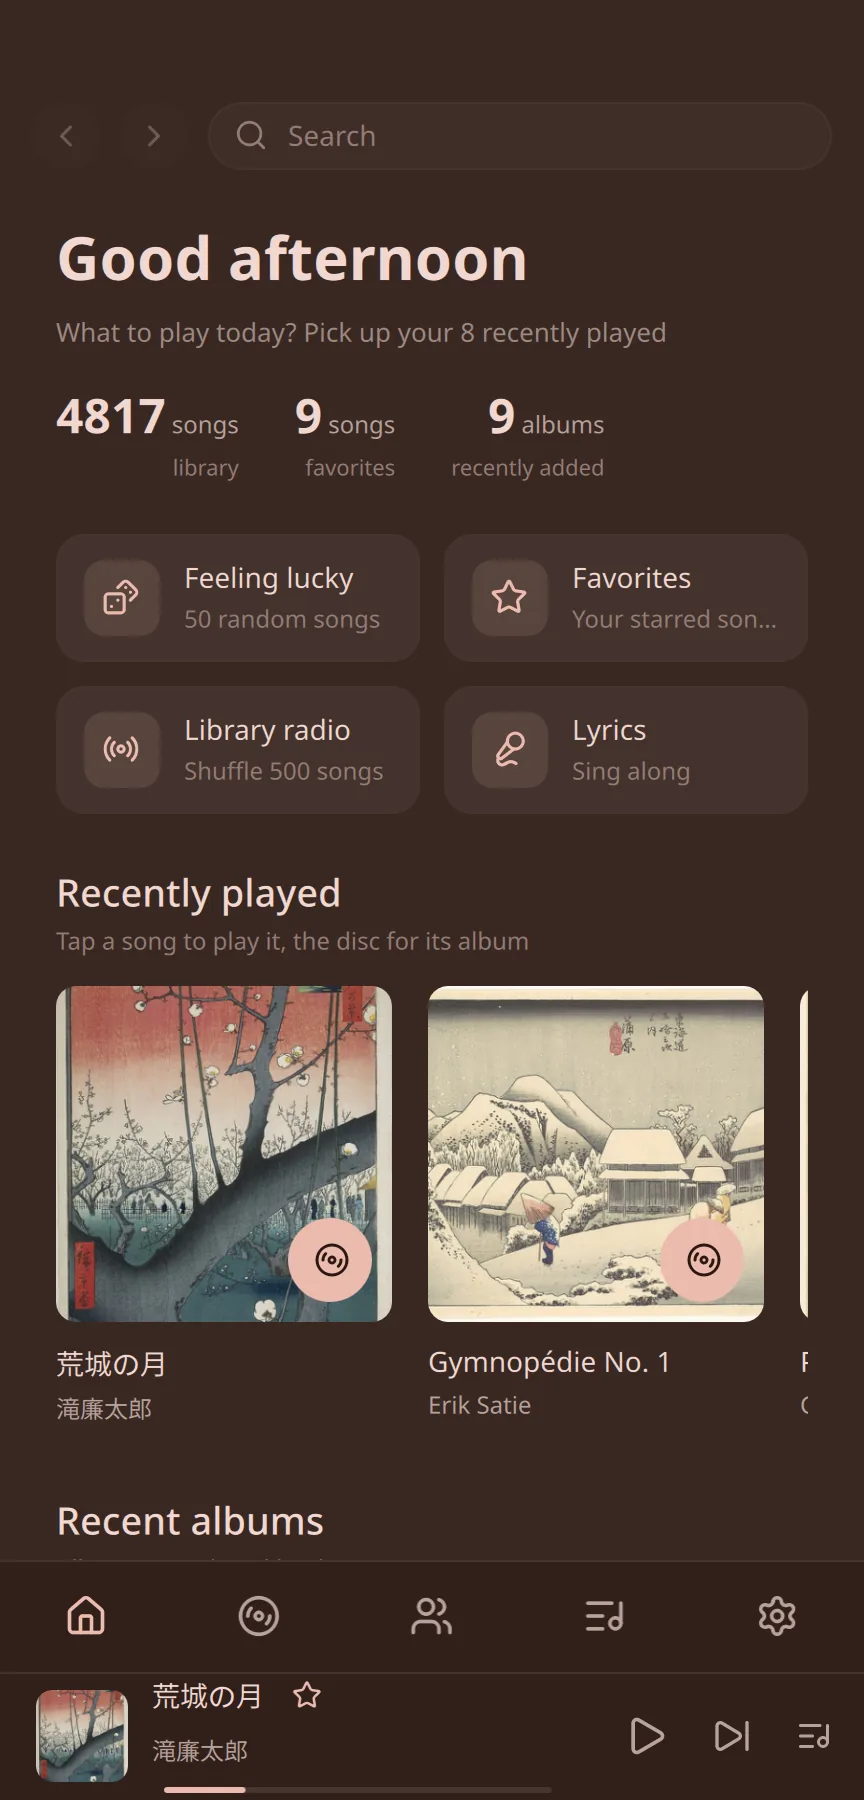 Search
Good afternoon
What to play today? Pick up your 8 recently played
4817 songs
library
9 songs
favorites
9 albums
recently added
Feeling lucky
50 random songs
Favorites
Your starred son...
Library radio
Shuffle 500 songs
Lyrics
Sing along
Recently played
Tap a song to play it, the disc for its album
荒城の月
滝廉太郎
Gymnopédie No. 1
Erik Satie
Recent albums
荒城の月
滝廉太郎